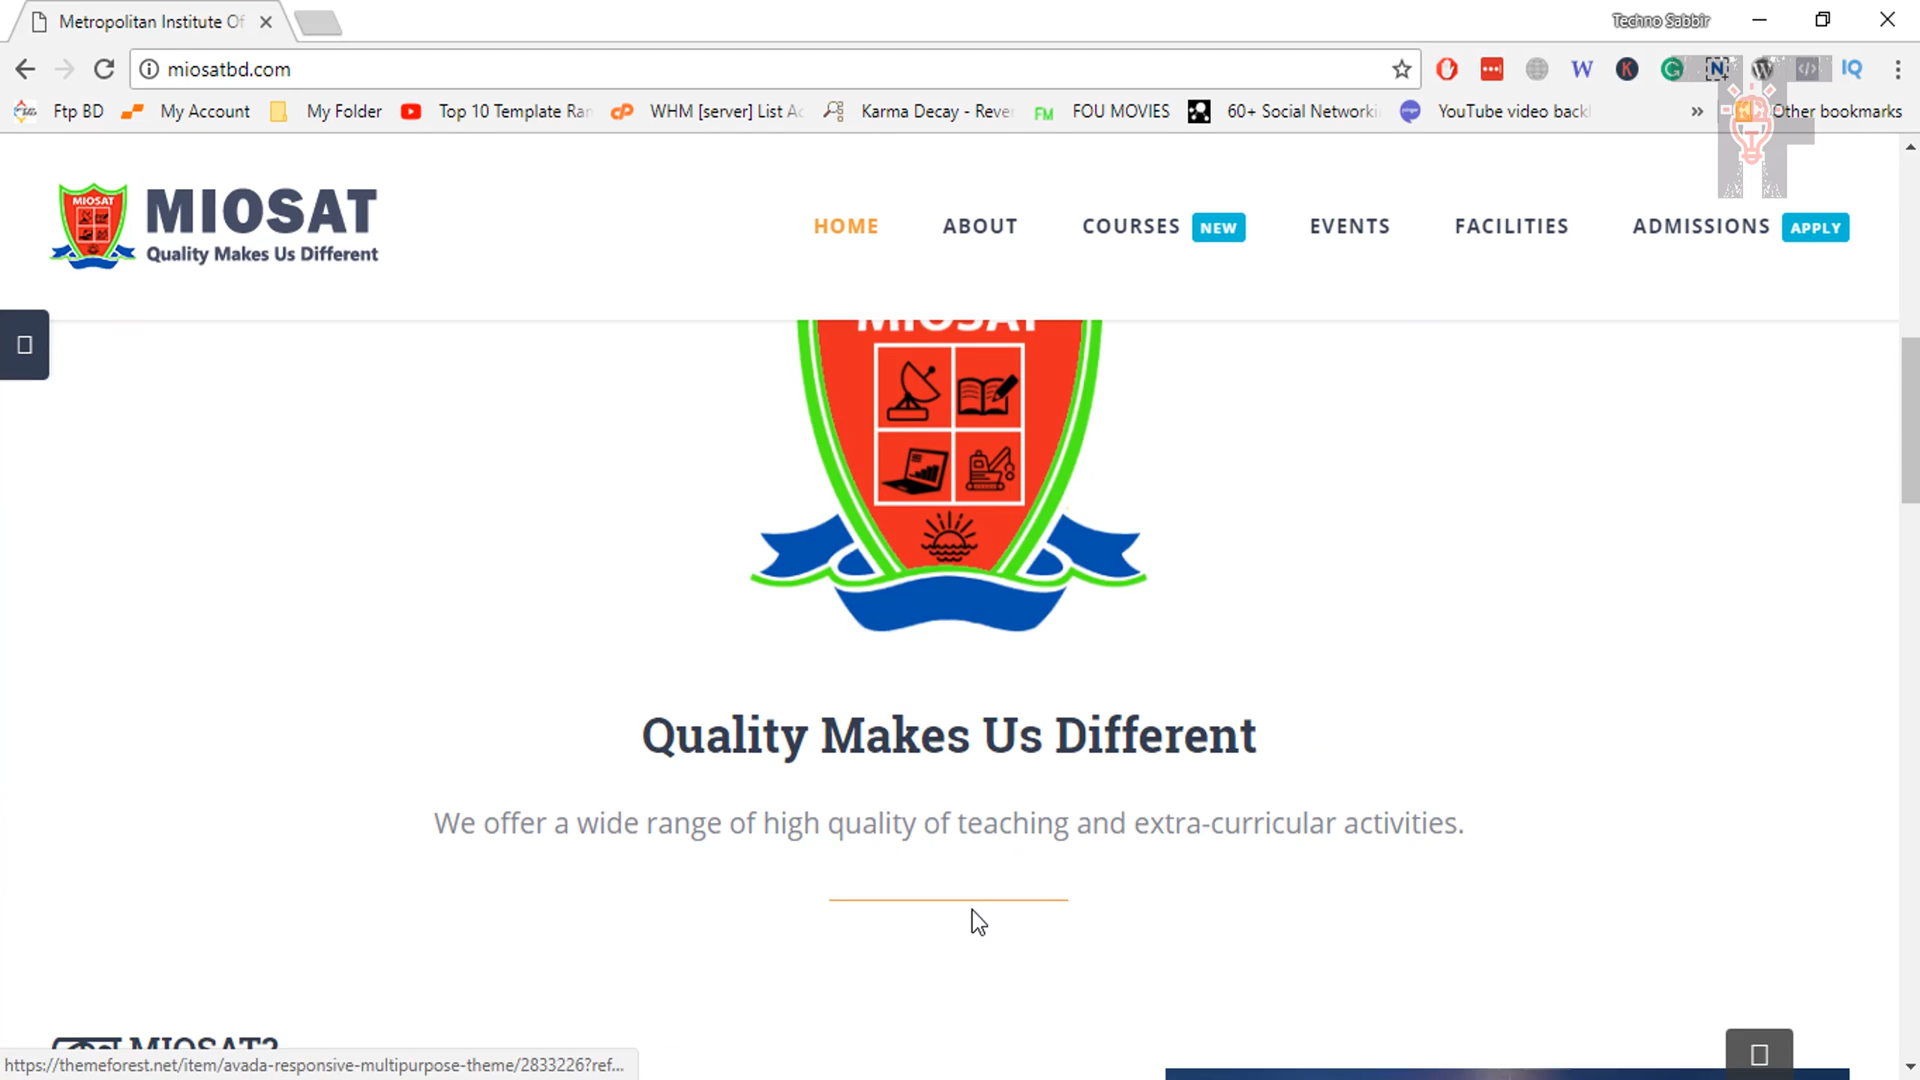 Metropolitan Institute Of
Techno Sabbir
miosatbd.com
Ftp BD
My Account
My Folder
Top 10 Template Ran
WHM [server] List Ac
Karma Decay - Rever
FOU MOVIES
60+ Social Networki
YouTube video back
Other bookmarks
MIOSAT
MIOSAT
Quality Makes Us Different
HOME
ABOUT
COURSES NEW
EVENTS
FACILITIES
ADMISSIONS APPLY
MIOSAT
Quality Makes Us Different
We offer a wide range of high quality of teaching and extra-curricular activities.
MIOSAT?
https://themeforest.net/item/avada-responsive-multipurpose-theme/2833226?ref...